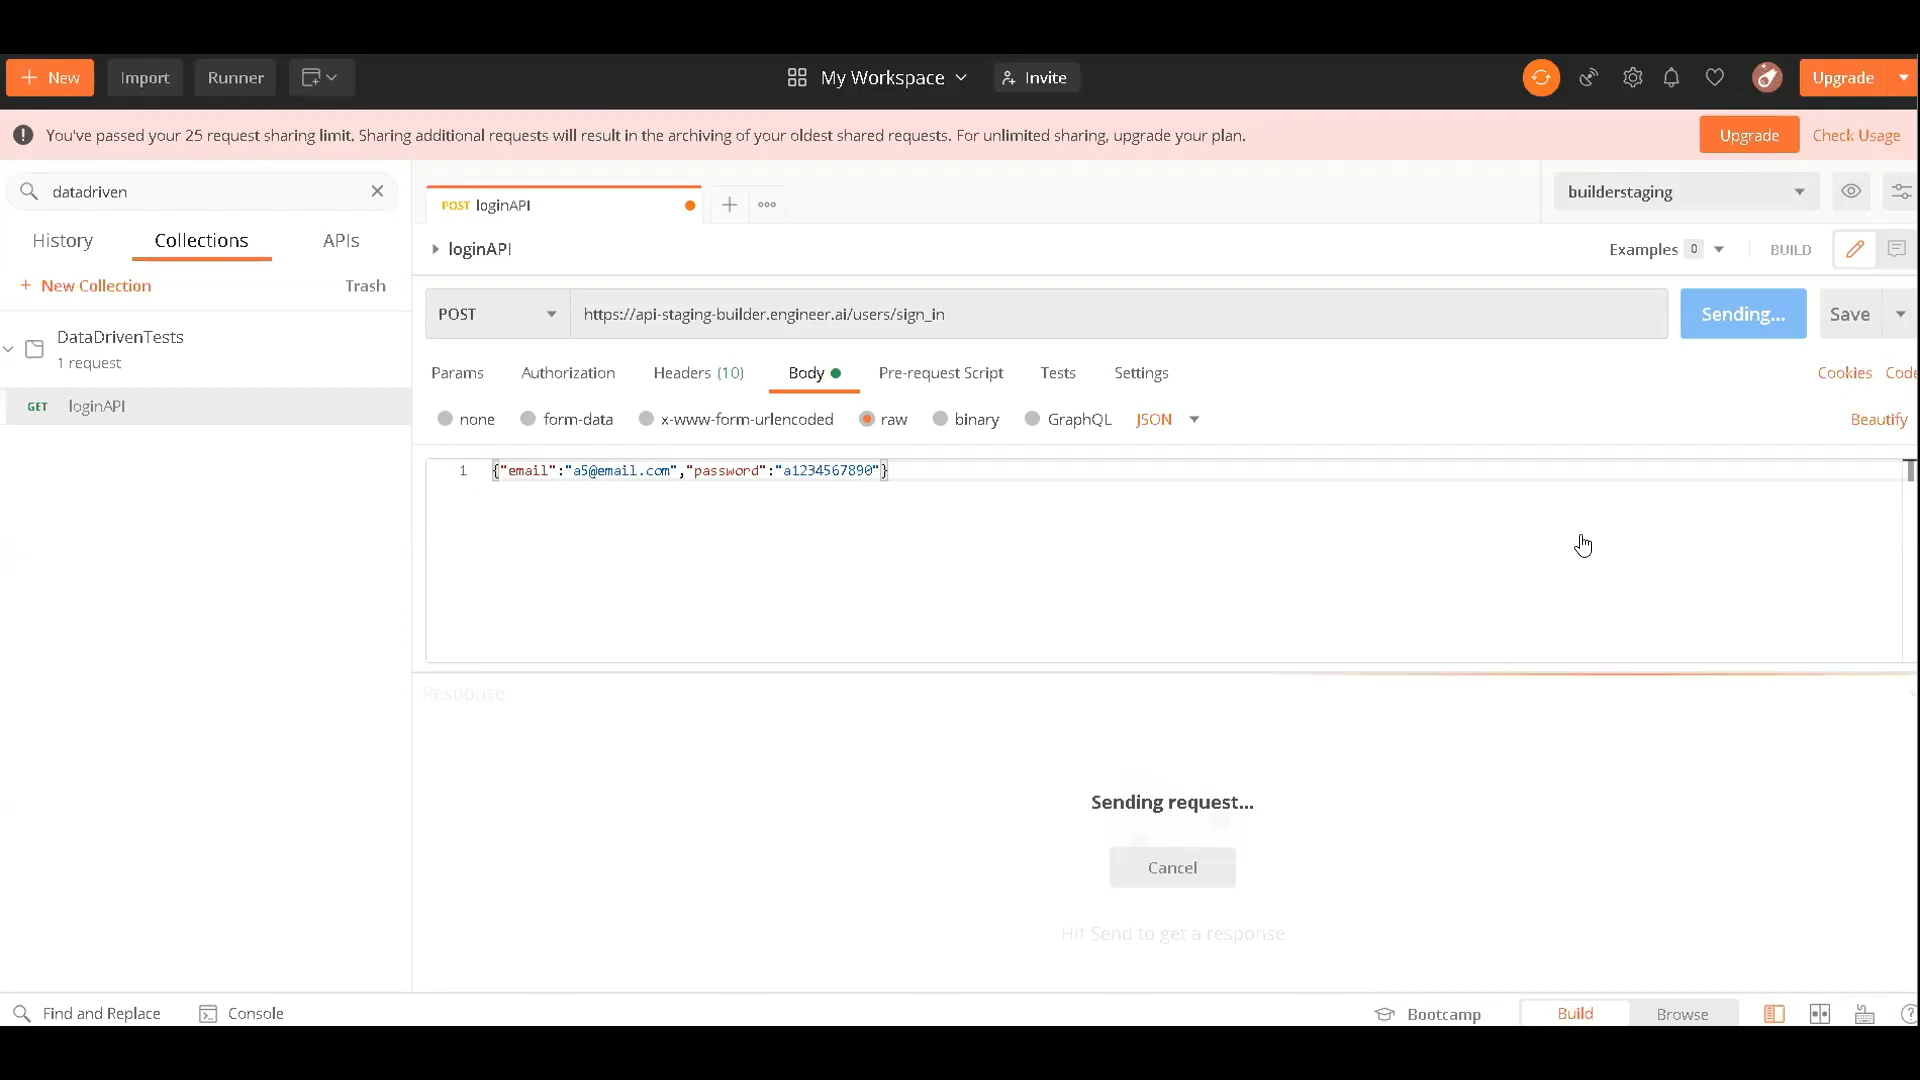 New Import Runner My Workspace Invite Upgrade
You've passed your 25 request sharing limit. Sharing additional requests will result in the archiving of your oldest shared requests. For unlimited sharing, upgrade your plan. Upgrade Check Usage
datadriven
POST loginAPI
builderstaging
History Collections APIs
loginAPI
Examples 0 BUILD
+ New Collection Trash
POST https://api-staging-builder.engineer.ai/users/sign_in Sending... Save
DataDrivenTests
1 request
Params Authorization Headers (10) Body Pre-request Script Tests Settings Cookies Code
GET loginAPI
none form-data x-www-form-urlencoded raw binary GraphQL JSON Beautify
1 {"email":"a5@email.com","password":"a1234567890"}
Response
Sending request...
Cancel
Hit Send to get a response
Find and Replace Console Bootcamp Build Browse